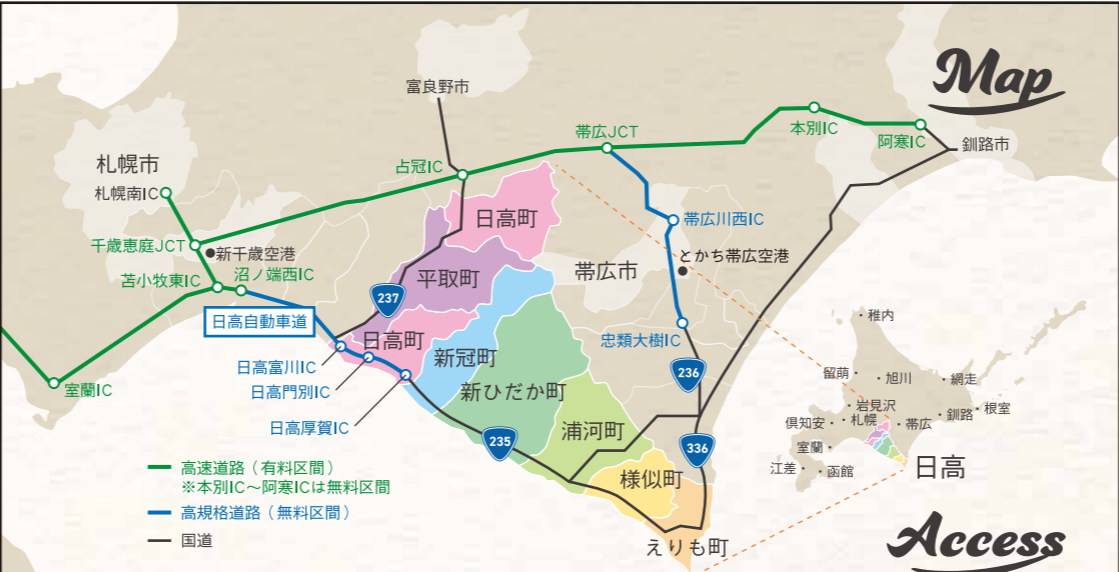 Map
富良野市
帯広JCT
本別IC
阿寒IC
釧路市
札幌市
札幌南IC
占冠IC
日高町
帯広川西IC
千歳恵庭JCT
新千歳空港
とかち帯広空港
平取町
帯広市
苫小牧東IC
沼ノ端西IC
237
日高自動車道
日高町
忠類大樹IC
新冠町
日高富川IC
236
室蘭IC
日高門別IC
新ひだか町
日高厚賀IC
浦河町
235
336
様似町
えりも町
稚内
留萌
旭川
網走
岩見沢
倶知安
札幌
帯広
釧路
根室
室蘭
江差
函館
日高
高速道路（有料区間）
※本別IC～阿寒ICは無料区間
高規格道路（無料区間）
国道
Access